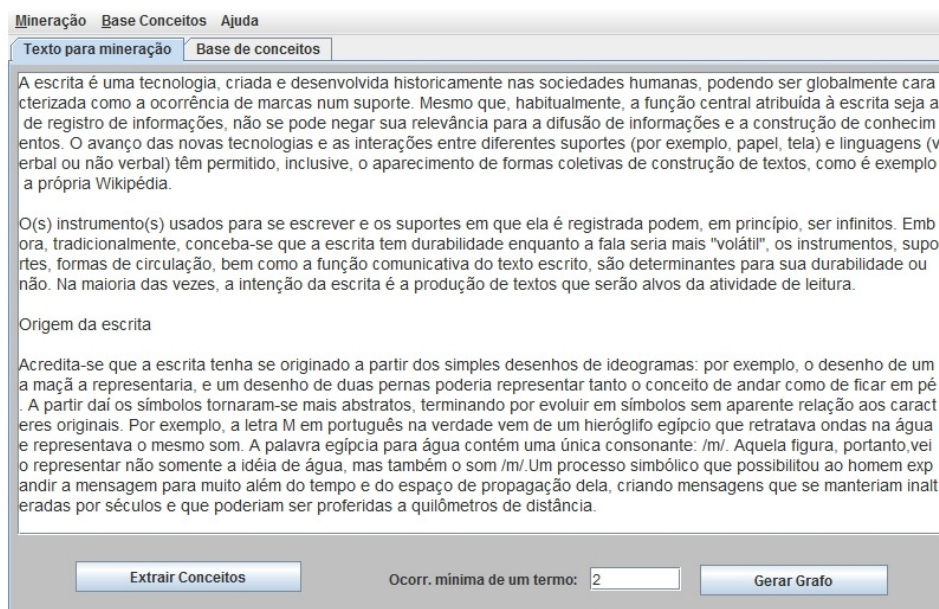 Mineração Base Conceitos Ajuda
Texto para mineração Base de conceitos
A escrita é uma tecnologia, criada e desenvolvida historicamente nas sociedades humanas, podendo ser globalmente cara
cterizada como a ocorrência de marcas num suporte. Mesmo que, habitualmente, a função central atribuída à escrita seja a
de registro de informações, não se pode negar sua relevância para a difusão de informações e a construção de conhecim
entos. O avanço das novas tecnologias e as interações entre diferentes suportes (por exemplo, papel, tela) e linguagens (v
erbal ou não verbal) têm permitido, inclusive, o aparecimento de formas coletivas de construção de textos, como é exemplo
a própria Wikipédia.
O(s) instrumento(s) usados para se escrever e os suportes em que ela é registrada podem, em princípio, ser infinitos. Emb
ora, tradicionalmente, conceba-se que a escrita tem durabilidade enquanto a fala seria mais "volátil", os instrumentos, supo
rtes, formas de circulação, bem como a função comunicativa do texto escrito, são determinantes para sua durabilidade ou
não. Na maioria das vezes, a intenção da escrita é a produção de textos que serão alvos da atividade de leitura.
Origem da escrita
Acredita-se que a escrita tenha se originado a partir dos simples desenhos de ideogramas: por exemplo, o desenho de um
a maçã a representaria, e um desenho de duas pernas poderia representar tanto o conceito de andar como de ficar em pé
. A partir daí os símbolos tornaram-se mais abstratos, terminando por evoluir em símbolos sem aparente relação aos caract
eres originais. Por exemplo, a letra M em português na verdade vem de um hieróglifo egípcio que retratava ondas na água
e representava o mesmo som. A palavra egípcia para água contém uma única consonante: /m/. Aquela figura, portanto,vei
o representar não somente a idéia de água, mas também o som /m/.Um processo simbólico que possibilitou ao homem exp
andir a mensagem para muito além do tempo e do espaço de propagação dela, criando mensagens que se manteriam inalt
eradas por séculos e que poderiam ser proferidas a quilômetros de distância.
Extrair Conceitos Ocorr. mínima de um termo: 2 Gerar Grafo